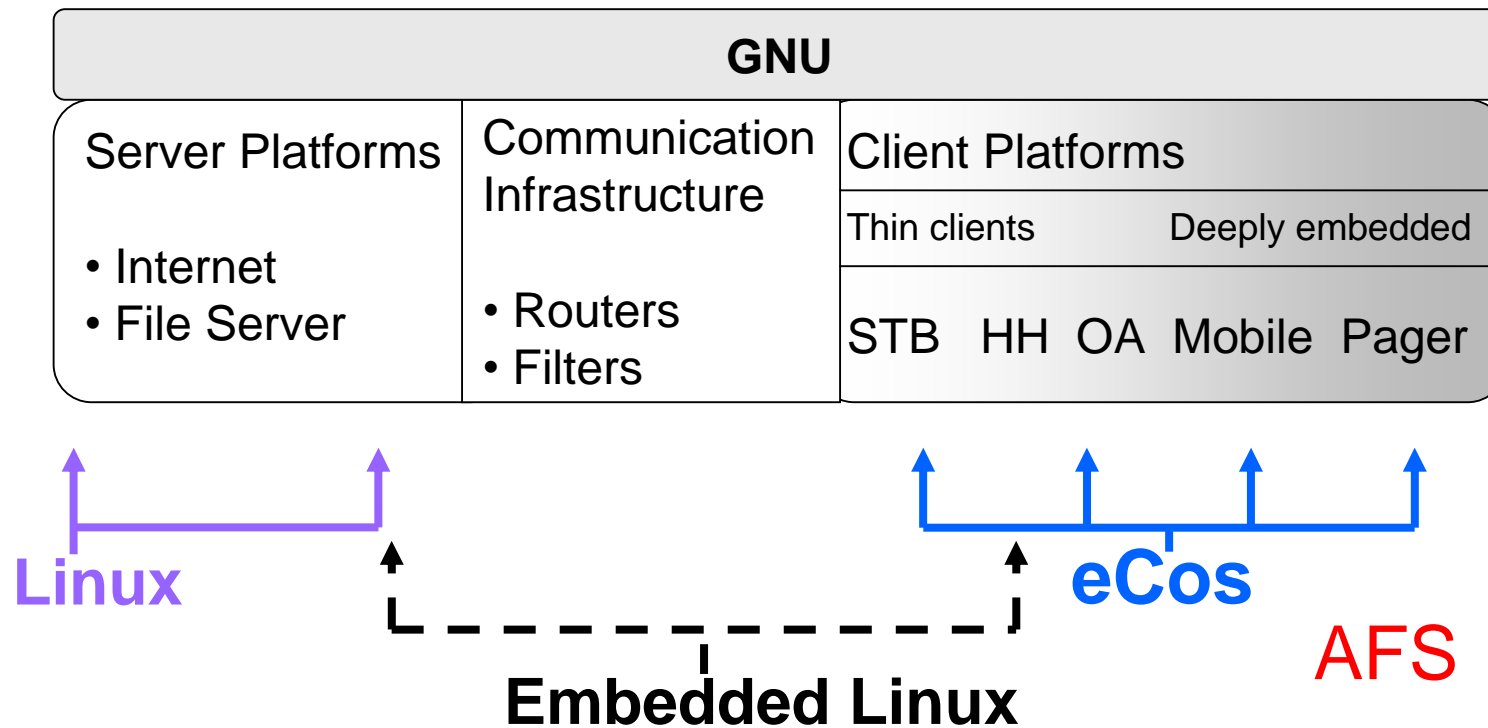 GNU
Server Platforms
• Internet
• File Server
Communication
Infrastructure
• Routers
• Filters
Client Platforms
Thin clients Deeply embedded
STB HH OA Mobile Pager
Linux
eCos
AFS
Embedded Linux